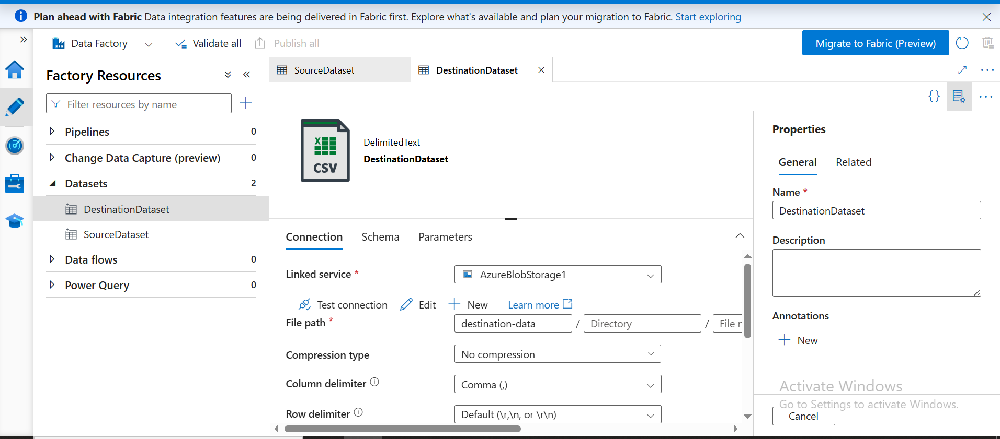 Plan ahead with Fabric Data integration features are being delivered in Fabric first. Explore what's available and plan your migration to Fabric. Start exploring
Data Factory
Validate all
Publish all
Migrate to Fabric (Preview)
Factory Resources
Filter resources by name
Pipelines 0
Change Data Capture (preview) 0
Datasets 2
DestinationDataset
SourceDataset
Data flows 0
Power Query 0
SourceDataset
DestinationDataset
CSV
DelimitedText
DestinationDataset
Connection
Schema
Parameters
Linked service *
AzureBlobStorage1
Test connection
Edit
New
Learn more
File path *
destination-data / Directory / File
Compression type
No compression
Column delimiter
Comma (,)
Row delimiter
Default (\r,\n, or \r\n)
Properties
General
Related
Name *
DestinationDataset
Description
Annotations
New
Activate Windows
Go to Settings to activate Windows.
Cancel